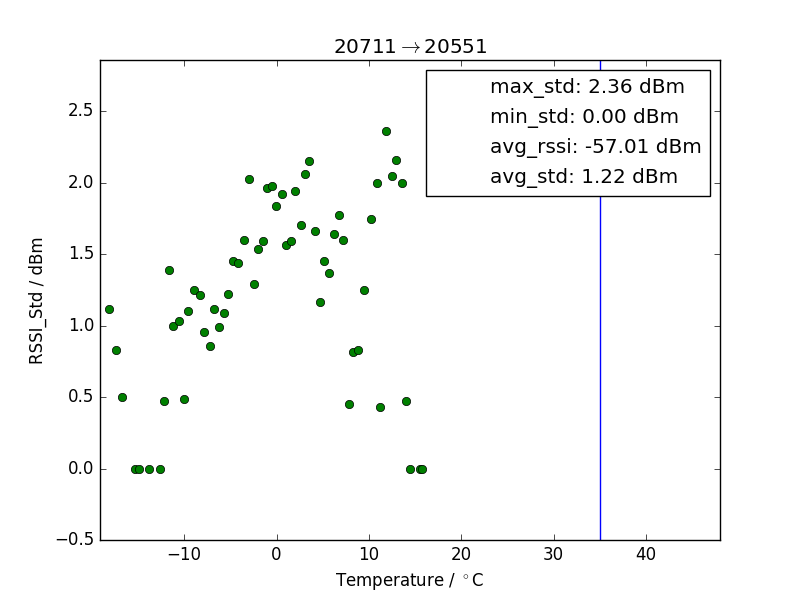 20711→20551
max_std: 2.36 dBm
min_std: 0.00 dBm
avg_rssi: -57.01 dBm
avg_std: 1.22 dBm
RSSI_Std / dBm
2.5
2.0
1.5
1.0
0.5
0.0
−0.5
−10 0 10 20 30 40
Temperature / °C